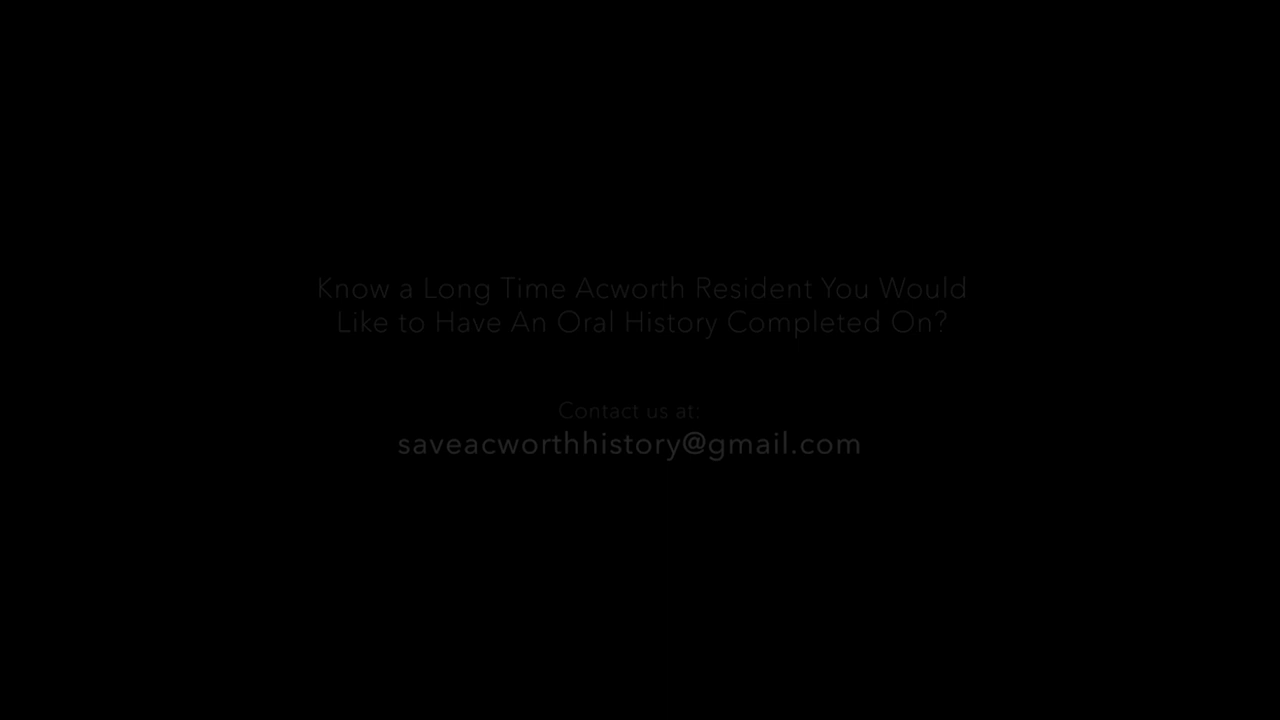 Know a Long Time Acworth Resident You Would
Like to Have An Oral History Completed On?
Contact us at:
saveacworthhistory@gmail.com